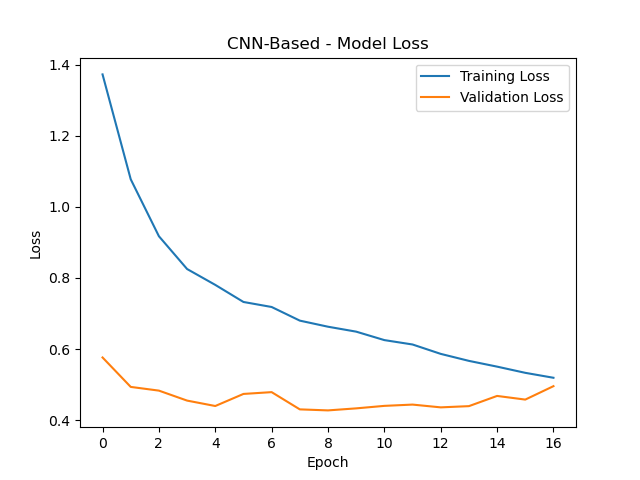 CNN-Based - Model Loss
Training Loss
Validation Loss
1.4
1.2
1.0
0.8
0.6
0.4
Loss
0 2 4 6 8 10 12 14 16
Epoch